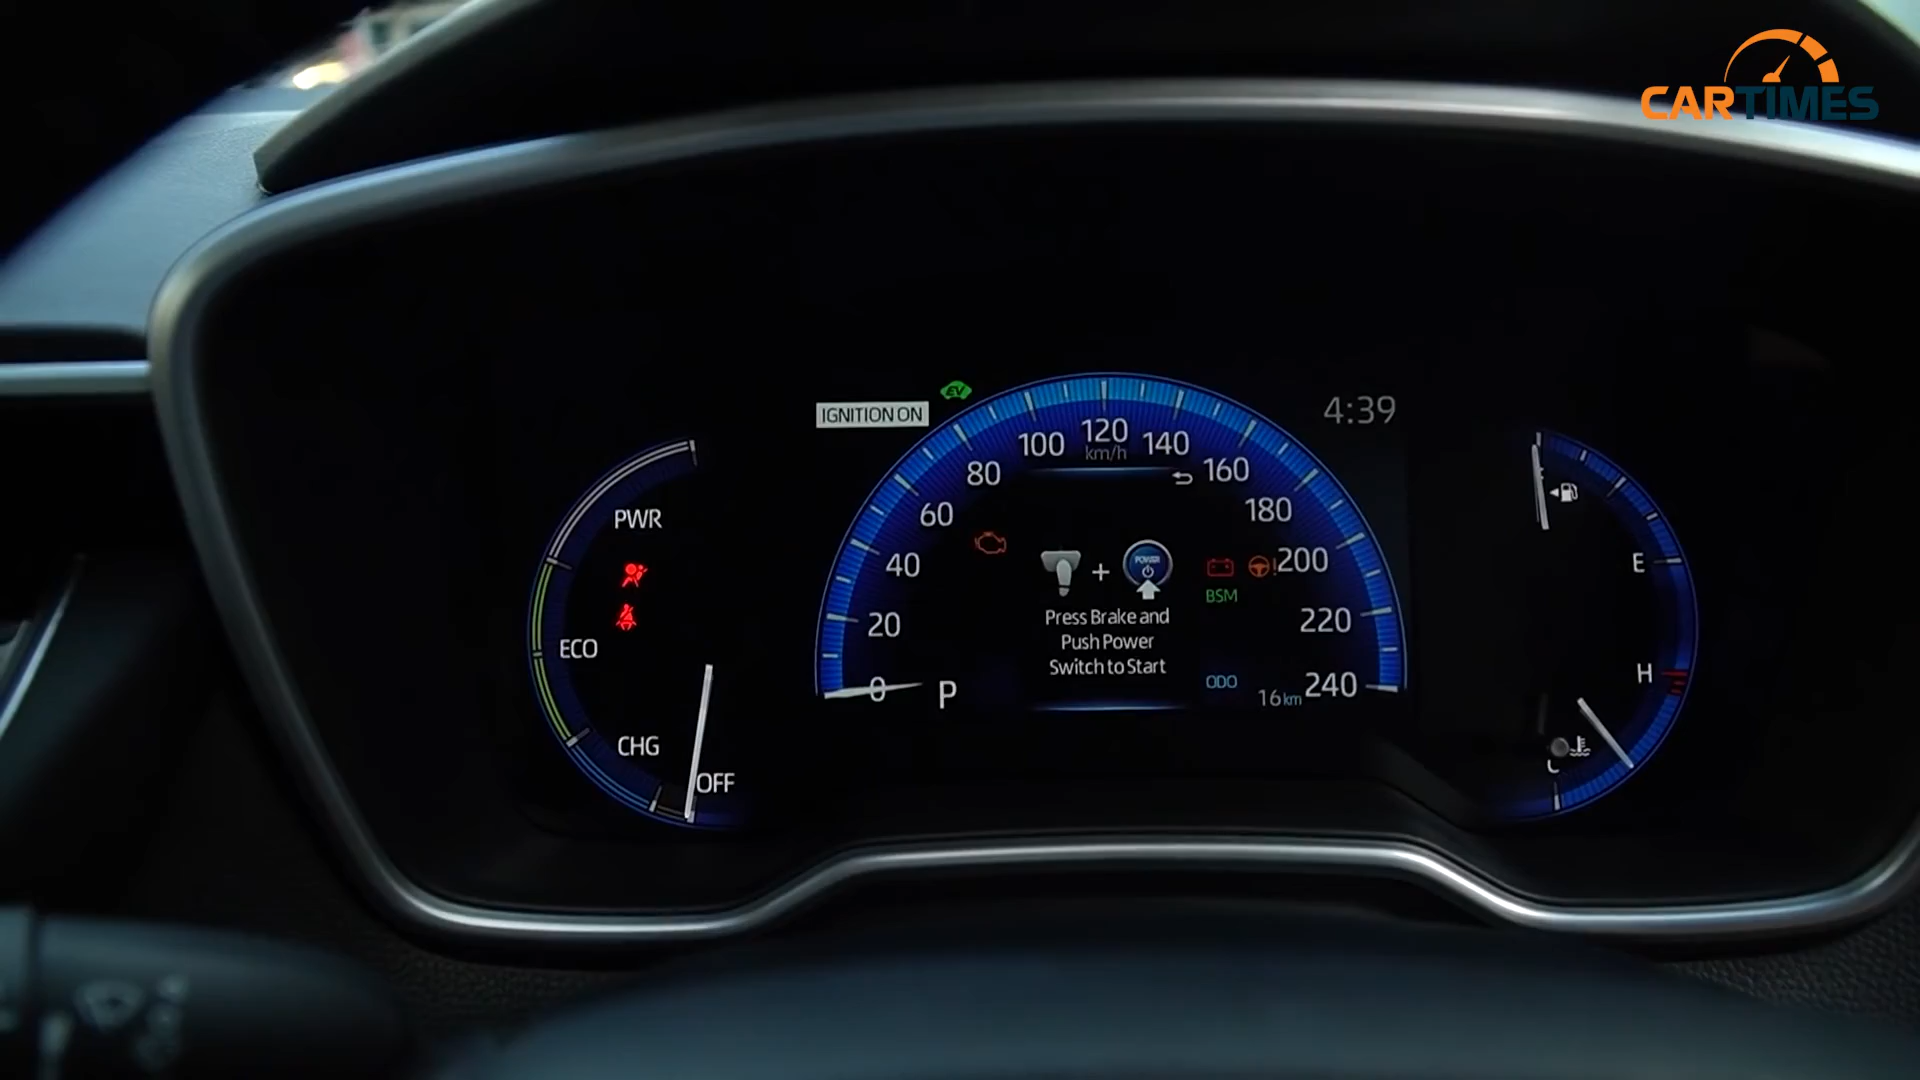 CARTIMES
IGNITION ON
EV
4:39
0
20
40
60
80
100
120
km/h
140
160
180
200
220
240
PWR
ECO
CHG
OFF
POWER
+
Press Brake and
Push Power
Switch to Start
BSM
P
ODO
16 km
E
H
C